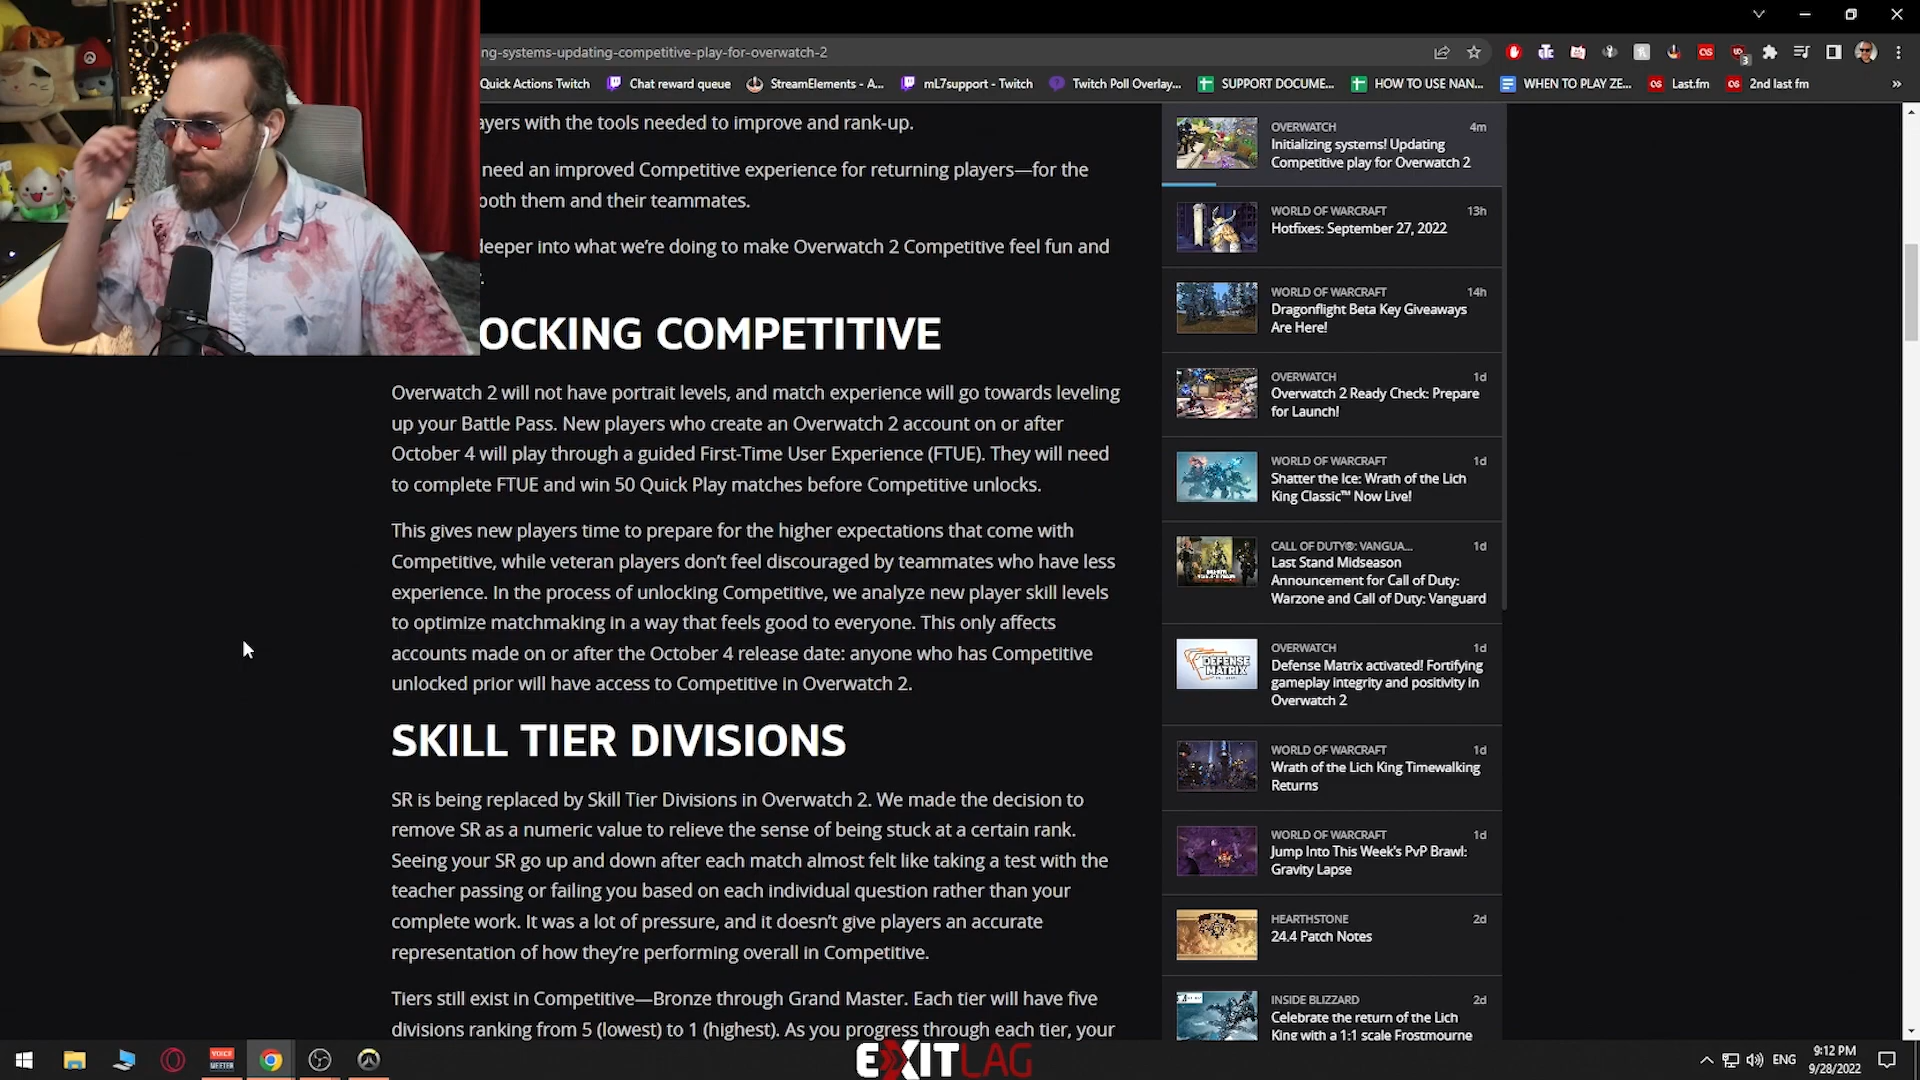 ng-systems-updating-competitive-play-for-overwatch-2
3
Quick Actions Twitch
Chat reward queue
StreamElements - A...
mL7support - Twitch
Twitch Poll Overlay...
SUPPORT DOCUME...
HOW TO USE NAN...
WHEN TO PLAY ZE...
Last.fm
2nd last fm
»
ayers with the tools needed to improve and rank-up.
need an improved Competitive experience for returning players—for the
both them and their teammates.
deeper into what we're doing to make Overwatch 2 Competitive feel fun and
OCKING COMPETITIVE
Overwatch 2 will not have portrait levels, and match experience will go towards leveling
up your Battle Pass. New players who create an Overwatch 2 account on or after
October 4 will play through a guided First-Time User Experience (FTUE). They will need
to complete FTUE and win 50 Quick Play matches before Competitive unlocks.
This gives new players time to prepare for the higher expectations that come with
Competitive, while veteran players don't feel discouraged by teammates who have less
experience. In the process of unlocking Competitive, we analyze new player skill levels
to optimize matchmaking in a way that feels good to everyone. This only affects
accounts made on or after the October 4 release date: anyone who has Competitive
unlocked prior will have access to Competitive in Overwatch 2.
SKILL TIER DIVISIONS
SR is being replaced by Skill Tier Divisions in Overwatch 2. We made the decision to
remove SR as a numeric value to relieve the sense of being stuck at a certain rank.
Seeing your SR go up and down after each match almost felt like taking a test with the
teacher passing or failing you based on each individual question rather than your
complete work. It was a lot of pressure, and it doesn't give players an accurate
representation of how they're performing overall in Competitive.
Tiers still exist in Competitive—Bronze through Grand Master. Each tier will have five
divisions ranking from 5 (lowest) to 1 (highest). As you progress through each tier, your
OVERWATCH 4m
Initializing systems! Updating
Competitive play for Overwatch 2
WORLD OF WARCRAFT 13h
Hotfixes: September 27, 2022
WORLD OF WARCRAFT 14h
Dragonflight Beta Key Giveaways
Are Here!
OVERWATCH 1d
Overwatch 2 Ready Check: Prepare
for Launch!
WORLD OF WARCRAFT 1d
Shatter the Ice: Wrath of the Lich
King Classic™ Now Live!
CALL OF DUTY®: VANGUA... 1d
Last Stand Midseason
Announcement for Call of Duty:
Warzone and Call of Duty: Vanguard
DEFENSE
MATRIX
OVERWATCH 1d
Defense Matrix activated! Fortifying
gameplay integrity and positivity in
Overwatch 2
WORLD OF WARCRAFT 1d
Wrath of the Lich King Timewalking
Returns
WORLD OF WARCRAFT 1d
Jump Into This Week's PvP Brawl:
Gravity Lapse
HEARTHSTONE 2d
24.4 Patch Notes
INSIDE BLIZZARD 2d
Celebrate the return of the Lich
King with a 1:1 scale Frostmourne
VOICE
MEETER
EXITLAG
ENG
9:12 PM
9/28/2022